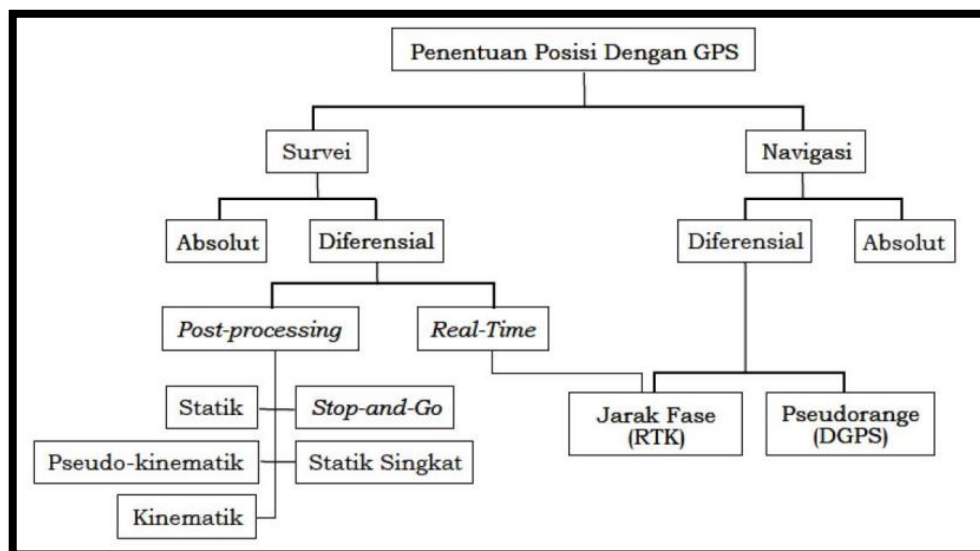 Penentuan Posisi Dengan GPS
Survei
Navigasi
Absolut
Diferensial
Diferensial
Absolut
Post-processing
Real-Time
Statik
Stop-and-Go
Jarak Fase
(RTK)
Pseudorange
(DGPS)
Pseudo-kinematik
Statik Singkat
Kinematik